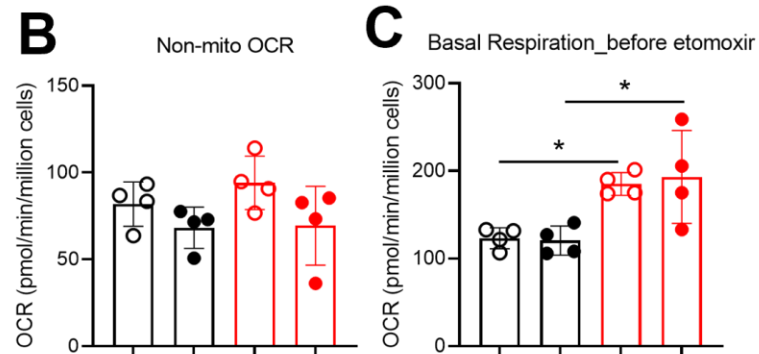 B
Non-mito OCR
OCR (pmol/min/million cells)
150
100
50
0
C
Basal Respiration_before etomoxir
OCR (pmol/min/million cells)
300
200
100
0
*
*